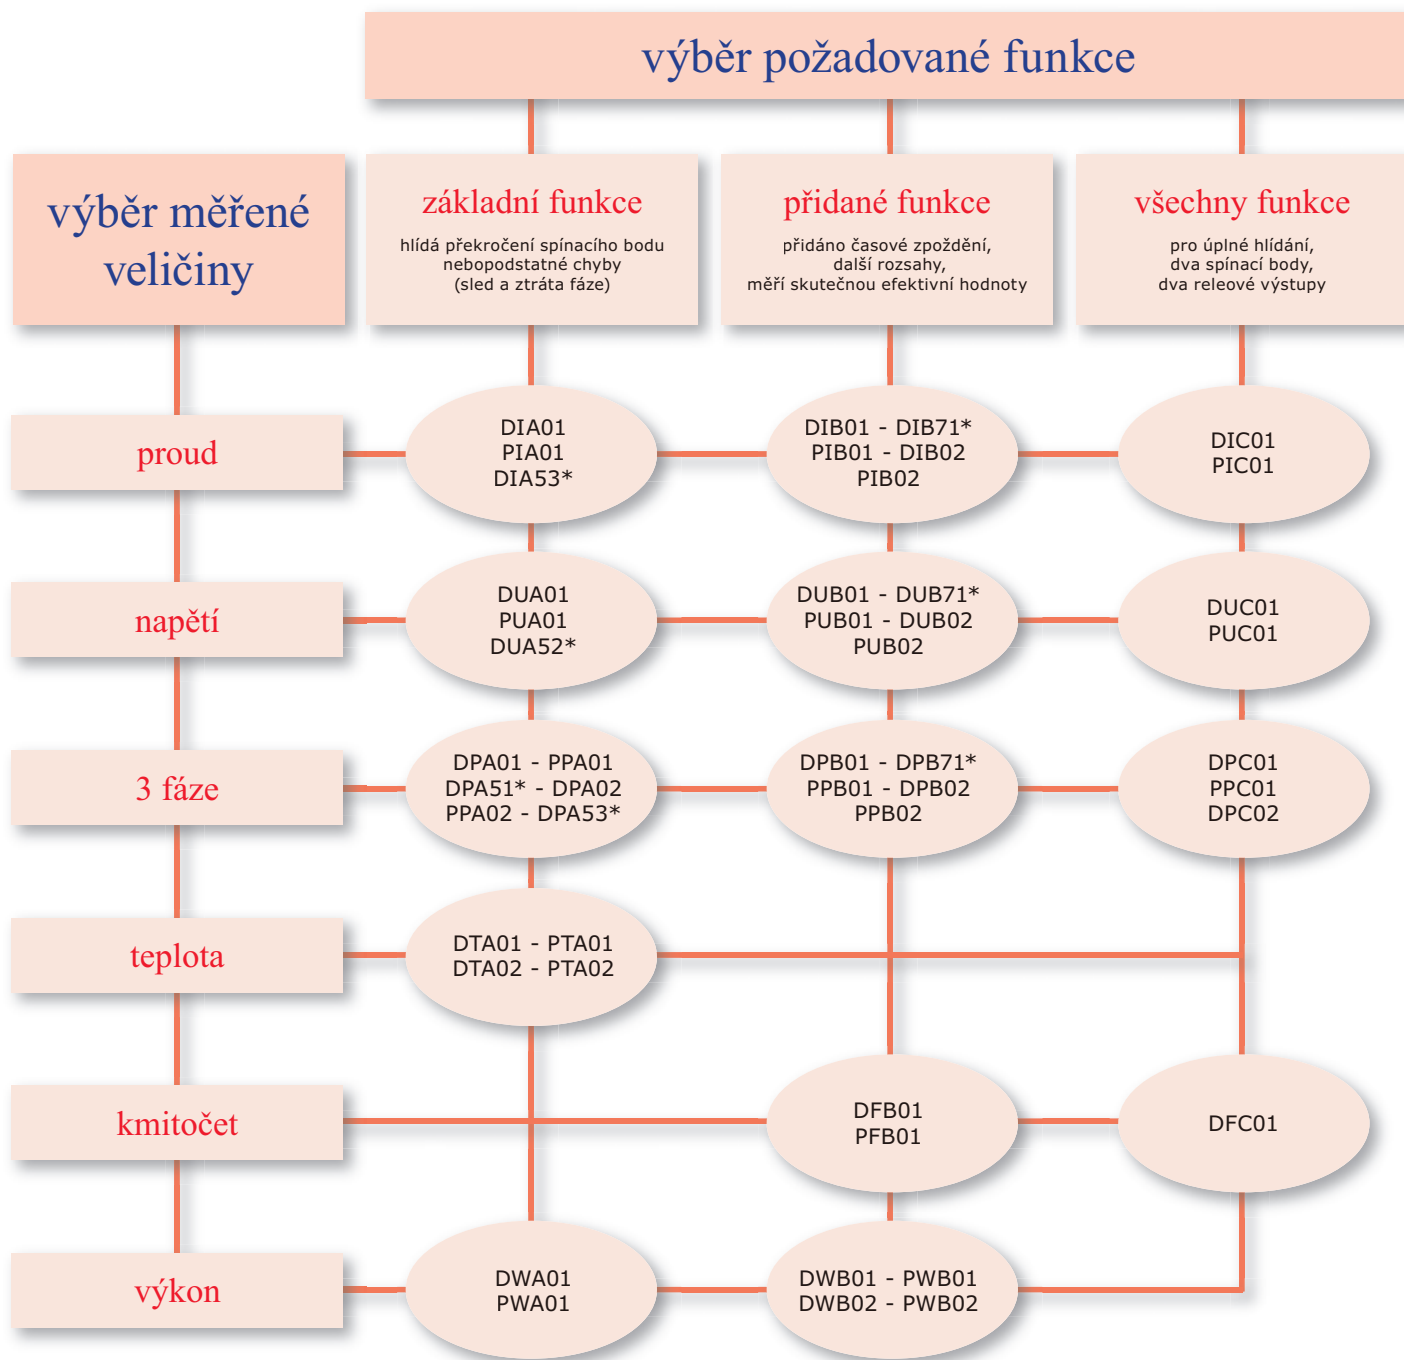 výběr požadované funkce
výběr měřené
veličiny
základní funkce
hlídá překročení spínacího bodu
nebopodstatné chyby
(sled a ztráta fáze)
přidané funkce
přidáno časové zpoždění,
další rozsahy,
měří skutečnou efektivní hodnoty
všechny funkce
pro úplné hlídání,
dva spínací body,
dva releové výstupy
proud
DIA01
PIA01
DIA53*
DIB01 - DIB71*
PIB01 - DIB02
PIB02
DIC01
PIC01
napětí
DUA01
PUA01
DUA52*
DUB01 - DUB71*
PUB01 - DUB02
PUB02
DUC01
PUC01
3 fáze
DPA01 - PPA01
DPA51* - DPA02
PPA02 - DPA53*
DPB01 - DPB71*
PPB01 - DPB02
PPB02
DPC01
PPC01
DPC02
teplota
DTA01 - PTA01
DTA02 - PTA02
kmitočet
DFB01
PFB01
DFC01
výkon
DWA01
PWA01
DWB01 - PWB01
DWB02 - PWB02